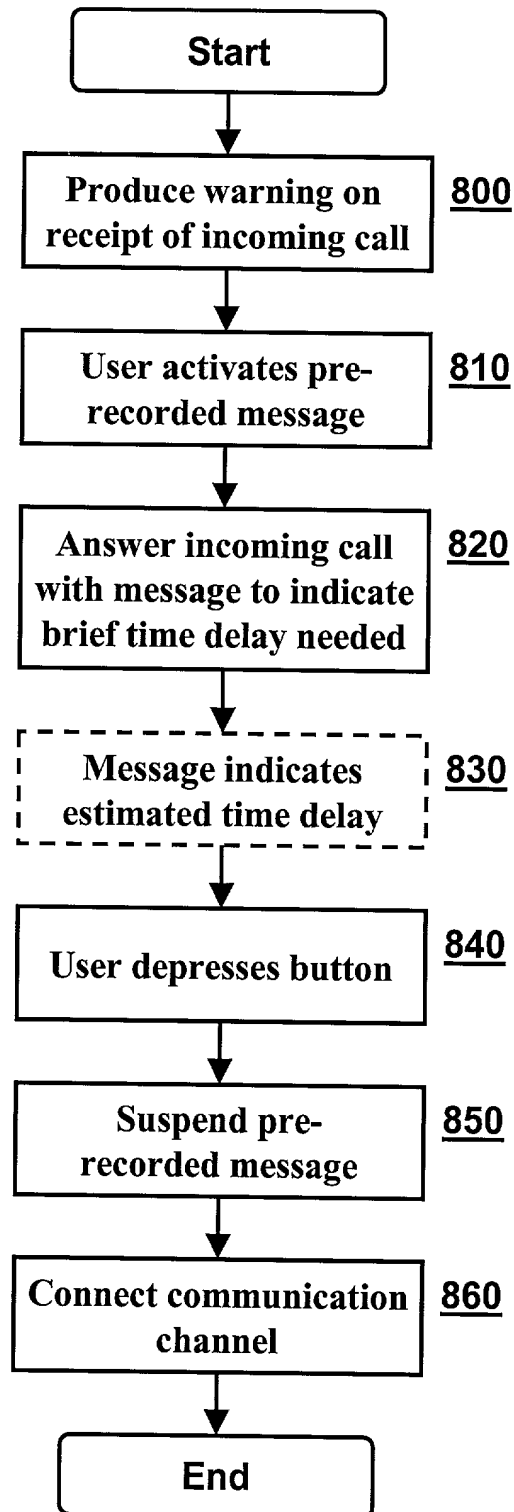 Start
Produce warning on
receipt of incoming call
800
User activates pre-
recorded message
810
Answer incoming call
with message to indicate
brief time delay needed
820
Message indicates
estimated time delay
830
User depresses button
840
Suspend pre-
recorded message
850
Connect communication
channel
860
End